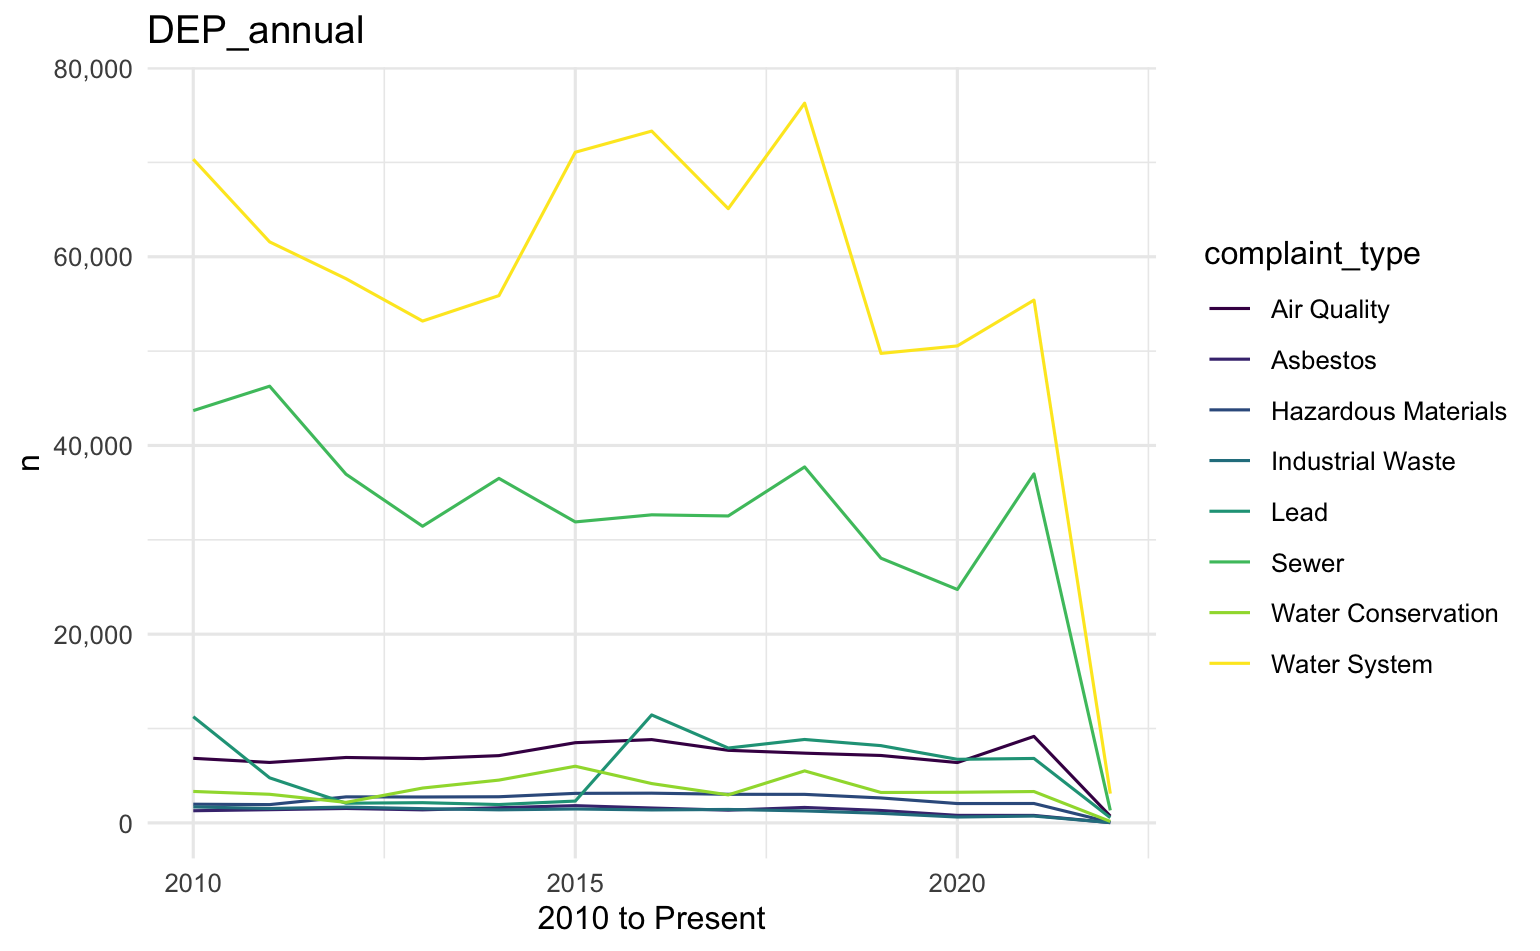 DEP_annual
80,000
60,000
40,000
20,000
0
n
2010
2015
2020
2010 to Present
complaint_type
Air Quality
Asbestos
Hazardous Materials
Industrial Waste
Lead
Sewer
Water Conservation
Water System